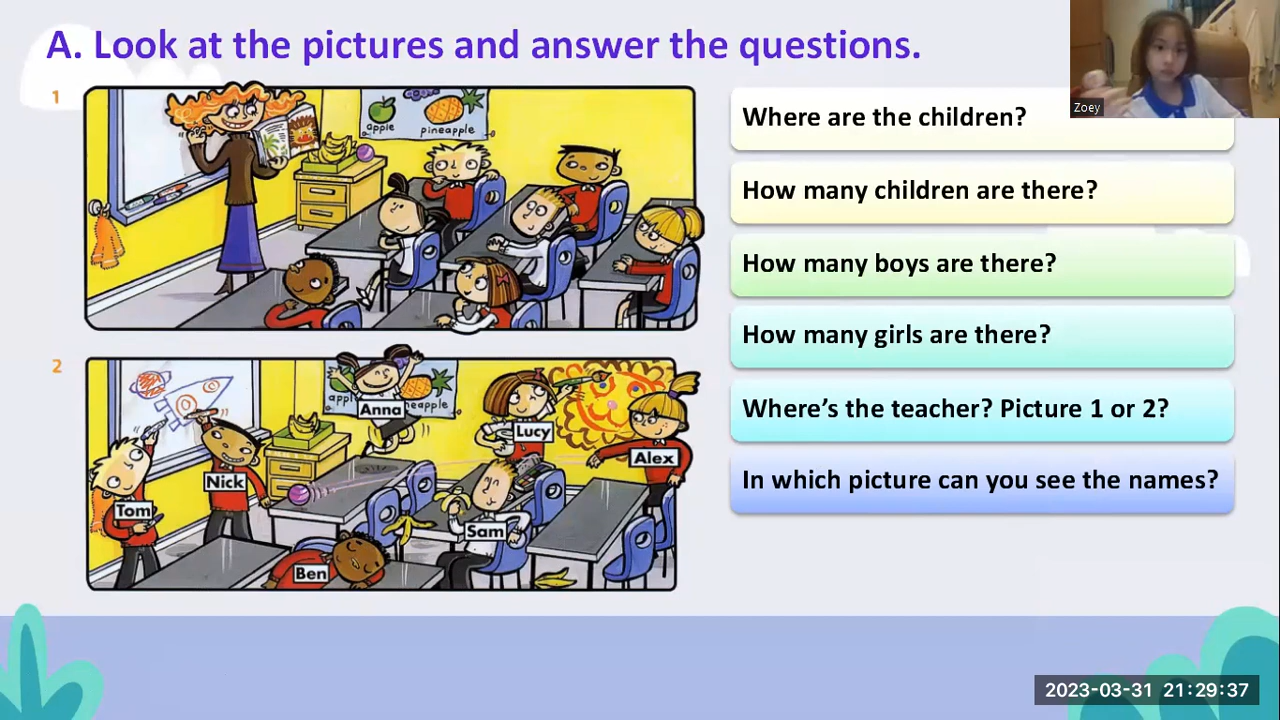 A. Look at the pictures and answer the questions.
Zoey
1
apple
pineapple
Where are the children?
How many children are there?
How many boys are there?
How many girls are there?
Where's the teacher? Picture 1 or 2?
In which picture can you see the names?
2
appl
neapple
Anna
Lucy
Alex
Nick
Tom
Sam
Ben
2023-03-31 21:29:37